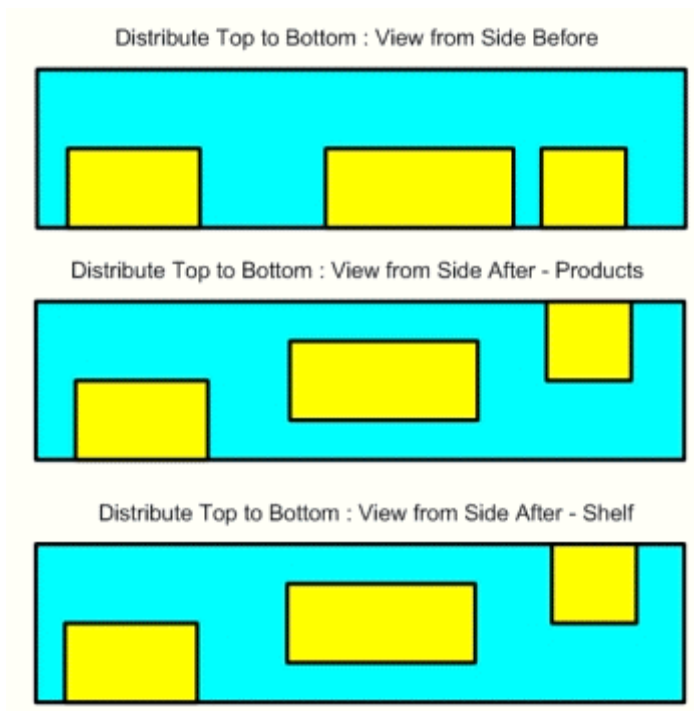 Distribute Top to Bottom : View from Side Before
Distribute Top to Bottom : View from Side After - Products
Distribute Top to Bottom : View from Side After - Shelf